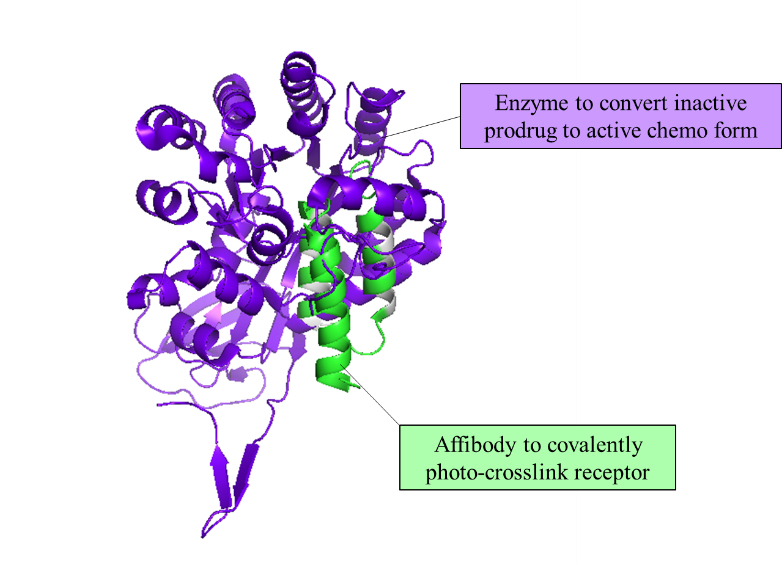 Enzyme to convert inactive
prodrug to active chemo form
Affibody to covalently
photo-crosslink receptor